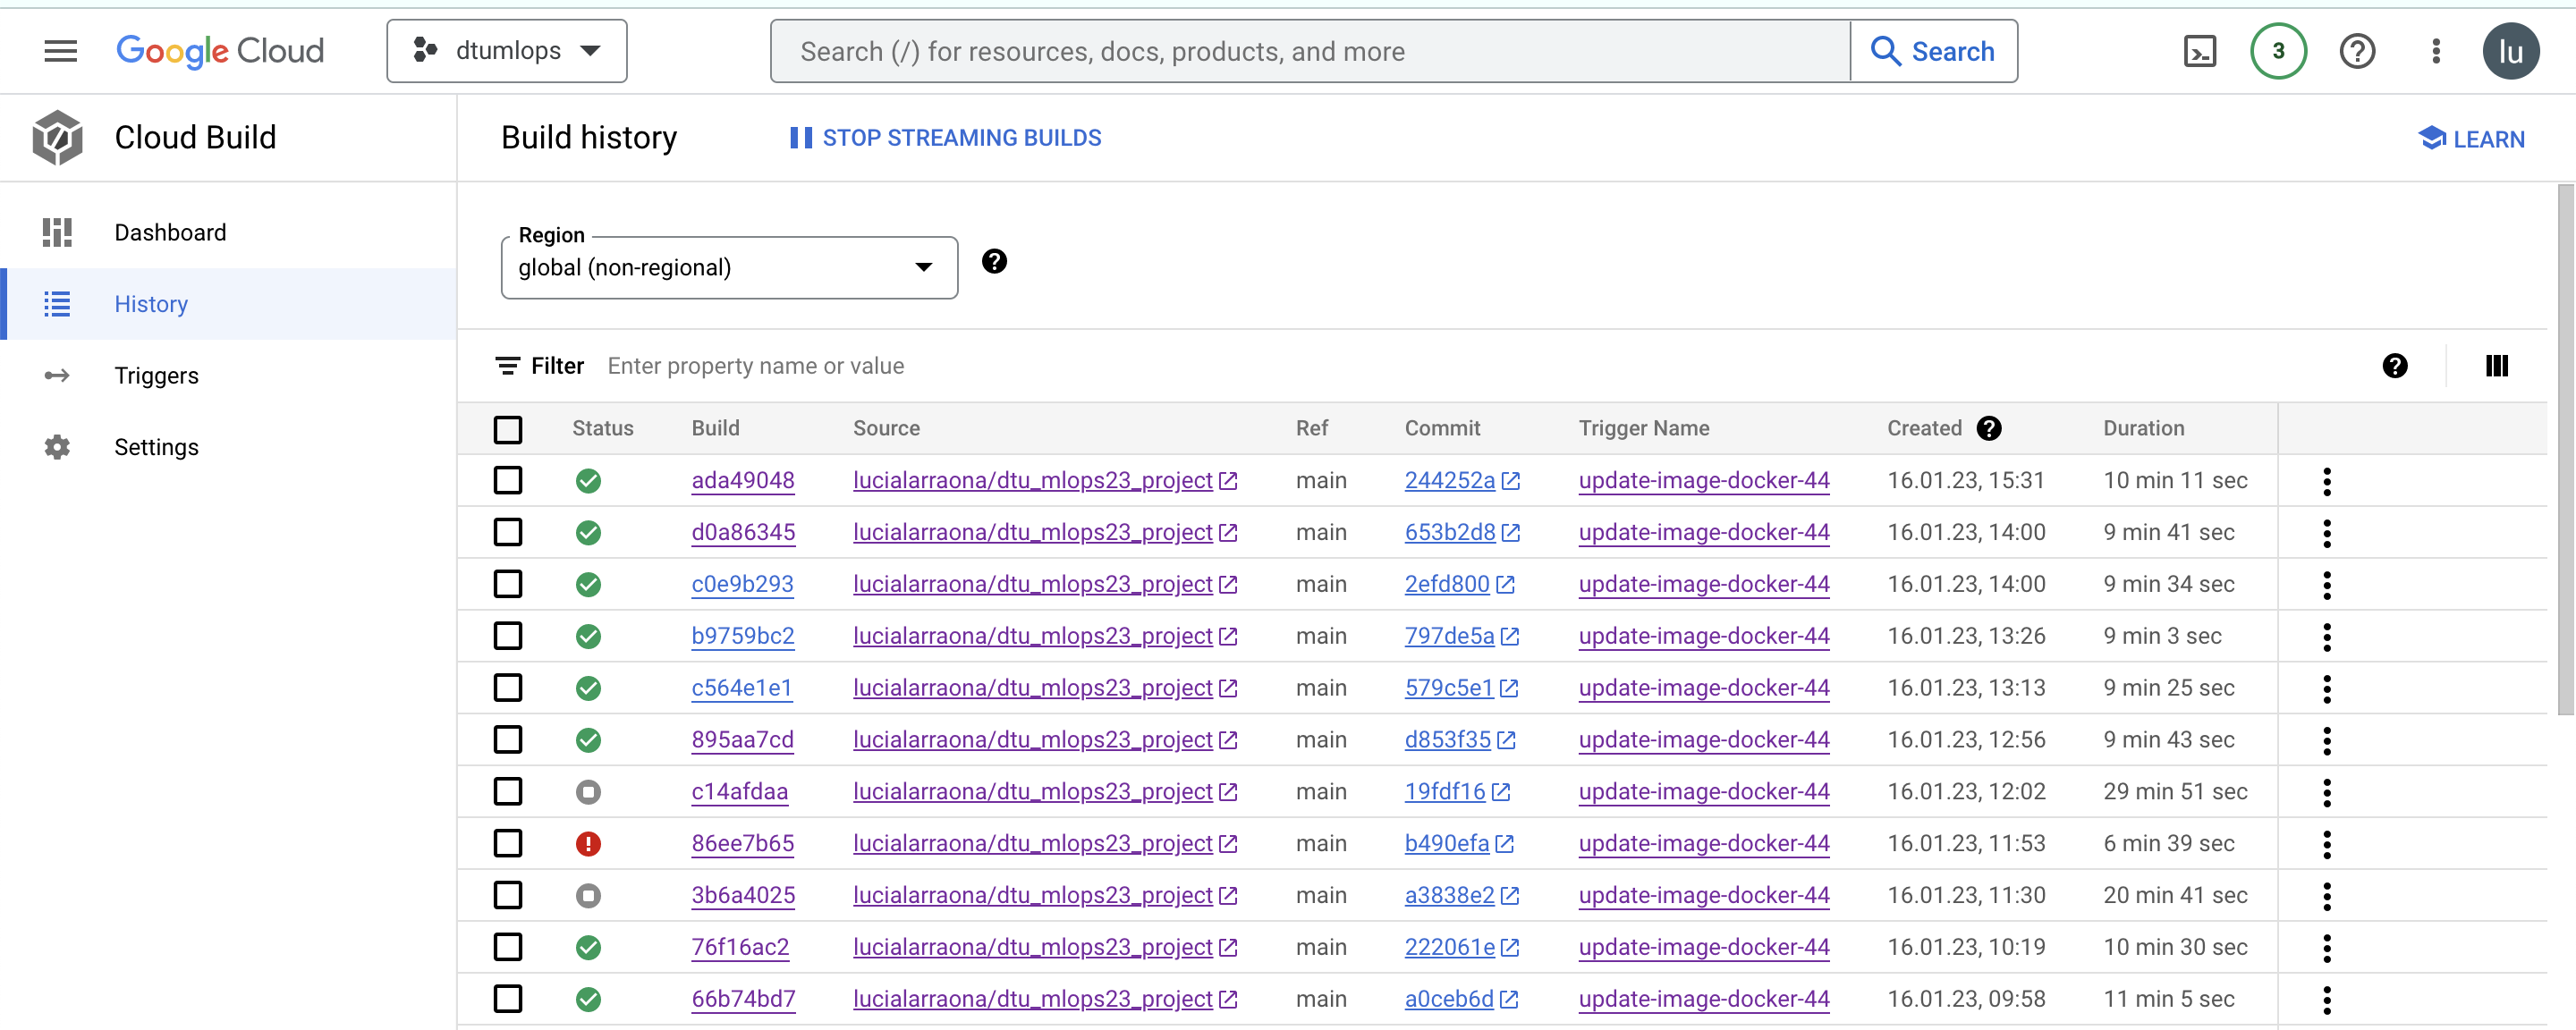 Google Cloud dtumlops Search (/) for resources, docs, products, and more Search 3 lu
Cloud Build Build history STOP STREAMING BUILDS LEARN
Dashboard
History
Triggers
Settings
Region
global (non-regional)
Filter Enter property name or value
Status Build Source Ref Commit Trigger Name Created Duration
ada49048 lucialarraona/dtu_mlops23_project main 244252a update-image-docker-44 16.01.23, 15:31 10 min 11 sec
d0a86345 lucialarraona/dtu_mlops23_project main 653b2d8 update-image-docker-44 16.01.23, 14:00 9 min 41 sec
c0e9b293 lucialarraona/dtu_mlops23_project main 2efd800 update-image-docker-44 16.01.23, 14:00 9 min 34 sec
b9759bc2 lucialarraona/dtu_mlops23_project main 797de5a update-image-docker-44 16.01.23, 13:26 9 min 3 sec
c564e1e1 lucialarraona/dtu_mlops23_project main 579c5e1 update-image-docker-44 16.01.23, 13:13 9 min 25 sec
895aa7cd lucialarraona/dtu_mlops23_project main d853f35 update-image-docker-44 16.01.23, 12:56 9 min 43 sec
c14afdaa lucialarraona/dtu_mlops23_project main 19fdf16 update-image-docker-44 16.01.23, 12:02 29 min 51 sec
86ee7b65 lucialarraona/dtu_mlops23_project main b490efa update-image-docker-44 16.01.23, 11:53 6 min 39 sec
3b6a4025 lucialarraona/dtu_mlops23_project main a3838e2 update-image-docker-44 16.01.23, 11:30 20 min 41 sec
76f16ac2 lucialarraona/dtu_mlops23_project main 222061e update-image-docker-44 16.01.23, 10:19 10 min 30 sec
66b74bd7 lucialarraona/dtu_mlops23_project main a0ceb6d update-image-docker-44 16.01.23, 09:58 11 min 5 sec